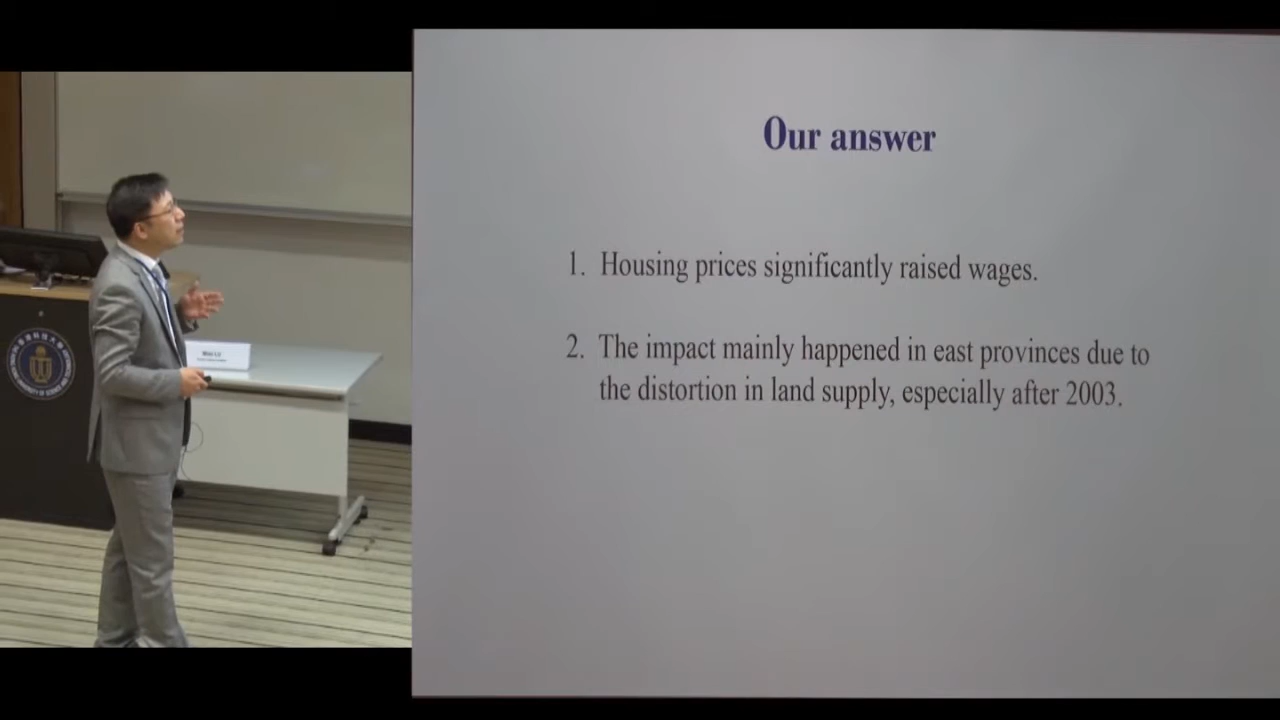 Our answer
1. Housing prices significantly raised wages.
2. The impact mainly happened in east provinces due to
the distortion in land supply, especially after 2003.